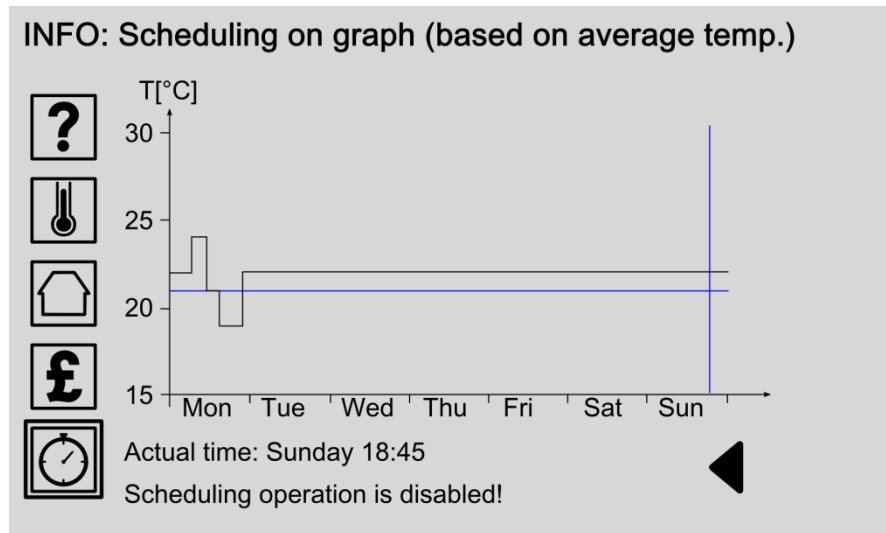 INFO: Scheduling on graph (based on average temp.)
T[°C]
?
30
25
20
£
15
Mon Tue Wed Thu Fri Sat Sun
Actual time: Sunday 18:45
Scheduling operation is disabled!